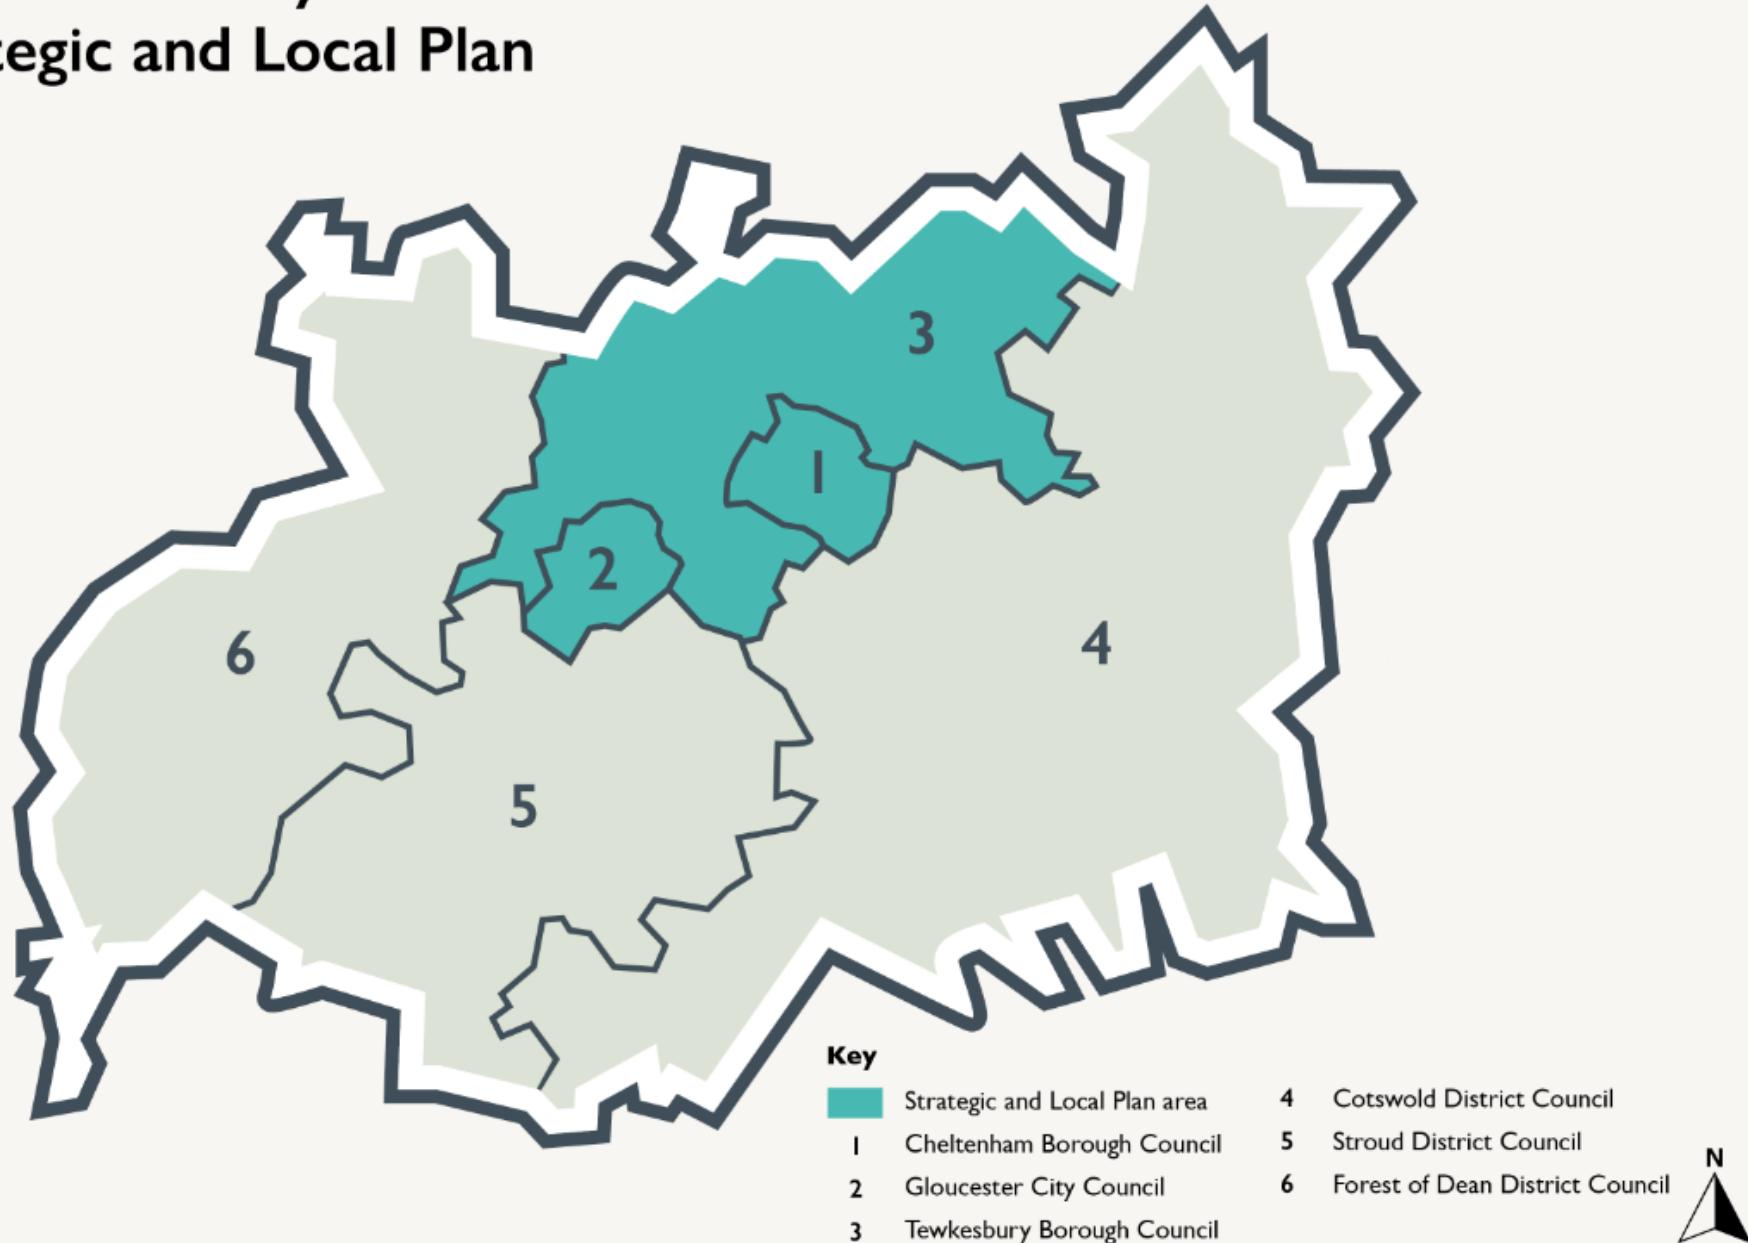 tegic and Local Plan
3
1
2
6
4
5
Key
Strategic and Local Plan area
1 Cheltenham Borough Council
2 Gloucester City Council
3 Tewkesbury Borough Council
4 Cotswold District Council
5 Stroud District Council
6 Forest of Dean District Council
N